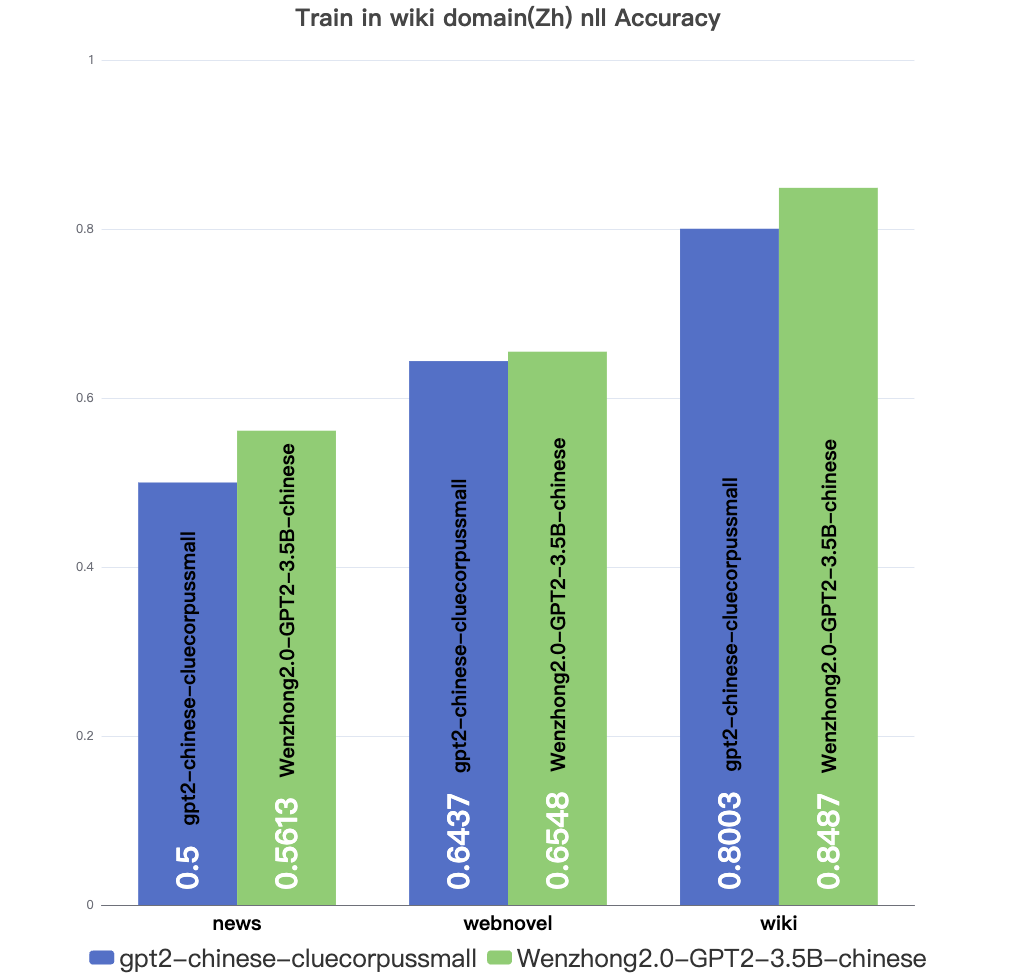 Train in wiki domain(Zh) nll Accuracy
1
0.8
0.6
0.4
0.2
0
0.5 gpt2-chinese-cluecorpussmall
0.5613 Wenzhong2.0-GPT2-3.5B-chinese
0.6437 gpt2-chinese-cluecorpussmall
0.6548 Wenzhong2.0-GPT2-3.5B-chinese
0.8003 gpt2-chinese-cluecorpussmall
0.8487 Wenzhong2.0-GPT2-3.5B-chinese
news webnovel wiki
gpt2-chinese-cluecorpussmall Wenzhong2.0-GPT2-3.5B-chinese